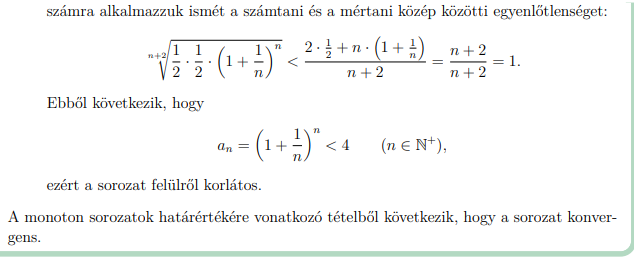 számra alkalmazzuk ismét a számtani és a mértani közép közötti egyenlőtlenséget:
\sqrt[n+2]{\frac{1}{2} \cdot \frac{1}{2} \cdot \left(1 + \frac{1}{n}\right)^n} < \frac{2 \cdot \frac{1}{2} + n \cdot \left(1 + \frac{1}{n}\right)}{n + 2} = \frac{n + 2}{n + 2} = 1.
Ebből következik, hogy
a_n = \left(1 + \frac{1}{n}\right)^n < 4 \quad (n \in \mathbb{N}^+),
ezért a sorozat felülről korlátos.
A monoton sorozatok határértékére vonatkozó tételből következik, hogy a sorozat konver-
gens.